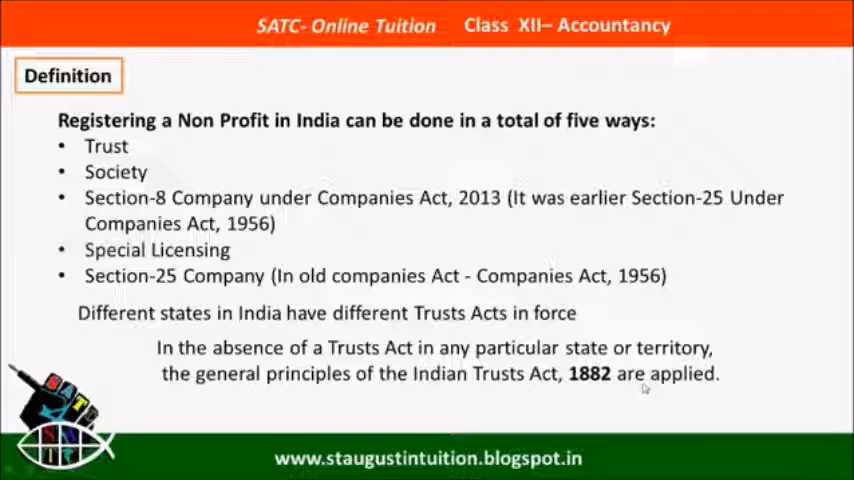 SATC- Online Tuition Class XII– Accountancy
Definition
Registering a Non Profit in India can be done in a total of five ways:
• Trust
• Society
• Section-8 Company under Companies Act, 2013 (It was earlier Section-25 Under
Companies Act, 1956)
• Special Licensing
• Section-25 Company (In old companies Act - Companies Act, 1956)
Different states in India have different Trusts Acts in force
In the absence of a Trusts Act in any particular state or territory,
the general principles of the Indian Trusts Act, 1882 are applied.
SATC
www.staugustintuition.blogspot.in